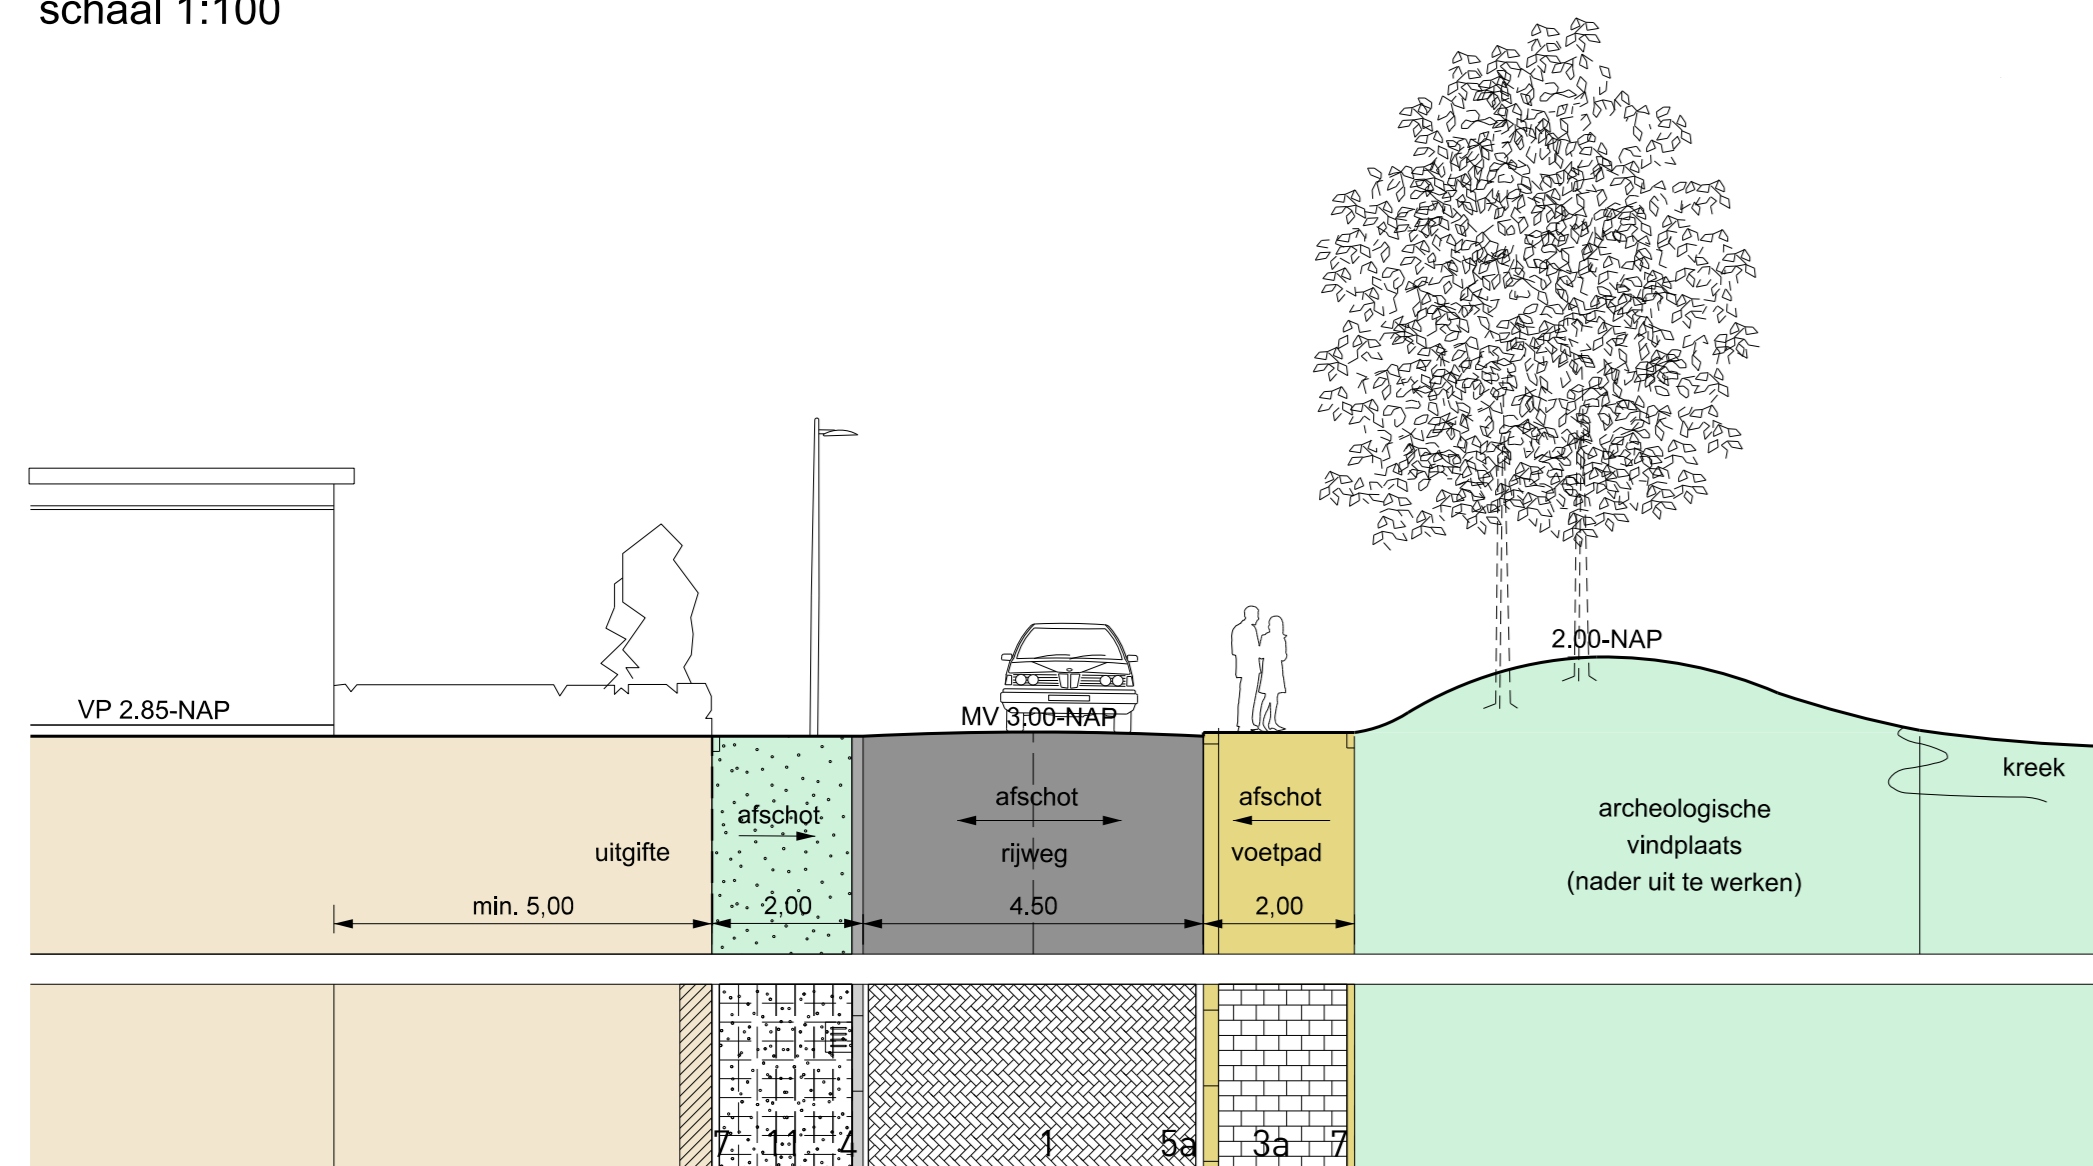 schaal 1:100
2.00-NAP
VP 2.85-NAP
MV 3.00-NAP
kreek
afschot
afschot
afschot
archeologische
vindplaats
(nader uit te werken)
uitgifte
rijweg
voetpad
min. 5,00
2,00
4.50
2,00
7 11 4 1 5a 3a 7